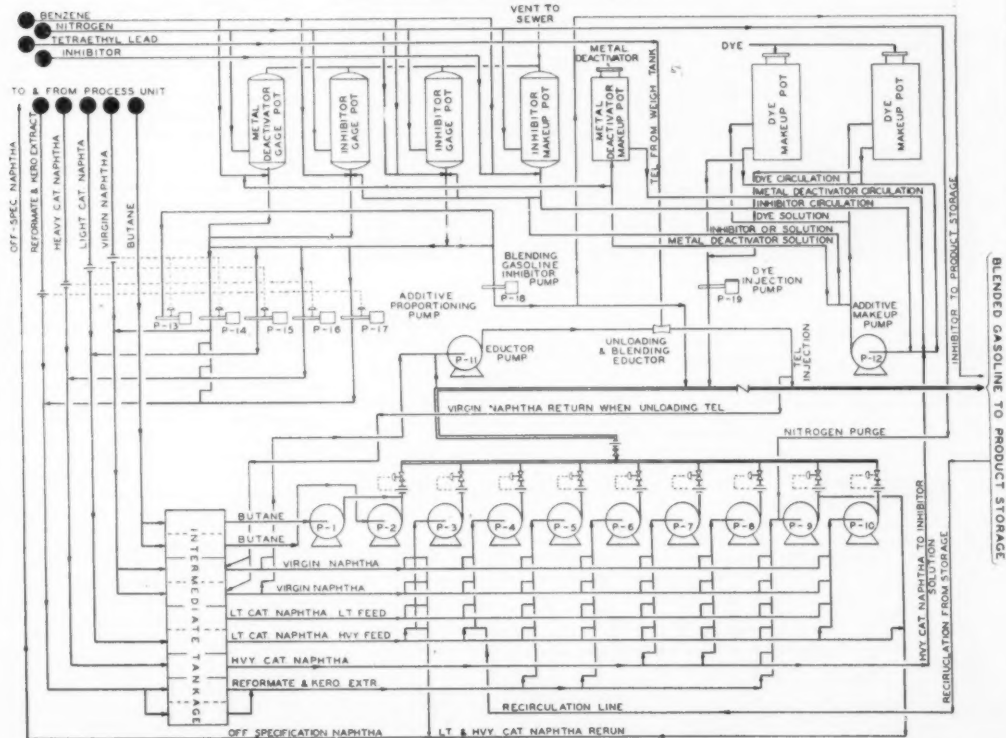 BENZENE
NITROGEN
TETRAETHYL LEAD
INHIBITOR
TO & FROM PROCESS UNIT
OFF-SPEC NAPHTHA
REFORMATE & KERO EXTRACT
HEAVY CAT NAPHTHA
LIGHT CAT NAPHTA
VIRGIN NAPHTHA
BUTANE
VENT TO
SEWER
METAL
DEACTIVATOR
METAL
DEACTIVATOR
GAGE POT
INHIBITOR
GAGE POT
INHIBITOR
GAGE POT
INHIBITOR
MAKEUP POT
METAL
DEACTIVATOR
MAKEUP POT
TEL FROM WEIGH TANK
DYE
DYE
MAKEUP POT
DYE
MAKEUP POT
DYE CIRCULATION
METAL DEACTIVATOR CIRCULATION
INHIBITOR CIRCULATION
DYE SOLUTION
INHIBITOR OR SOLUTION
METAL DEACTIVATOR SOLUTION
INHIBITOR TO PRODUCT STORAGE
BLENDED GASOLINE TO PRODUCT STORAGE
BLENDING
GASOLINE
INHIBITOR
PUMP
P-18
DYE
INJECTION
PUMP
P-19
ADDITIVE
PROPORTIONING
PUMP
P-13
P-14
P-15
P-16
P-17
P-11
EDUCTOR
PUMP
UNLOADING
& BLENDING
EDUCTOR
TEL
INJECTION
ADDITIVE
MAKEUP
PUMP
P-12
VIRGIN NAPHTHA RETURN WHEN UNLOADING TEL
NITROGEN PURGE
P-1
P-2
P-3
P-4
P-5
P-6
P-7
P-8
P-9
P-10
INTERMEDIATE TANKAGE
BUTANE
BUTANE
VIRGIN NAPHTHA
VIRGIN NAPHTHA
LT CAT NAPHTHA LT FEED
LT CAT NAPHTHA HVY FEED
HVY CAT NAPHTHA
REFORMATE & KERO EXTR
RECIRCULATION LINE
OFF SPECIFICATION NAPHTHA
LT & HVY CAT NAPHTHA RERUN
HVY CAT NAPHTHA TO INHIBITOR
SOLUTION
RECIRUCLATION FROM STORAGE